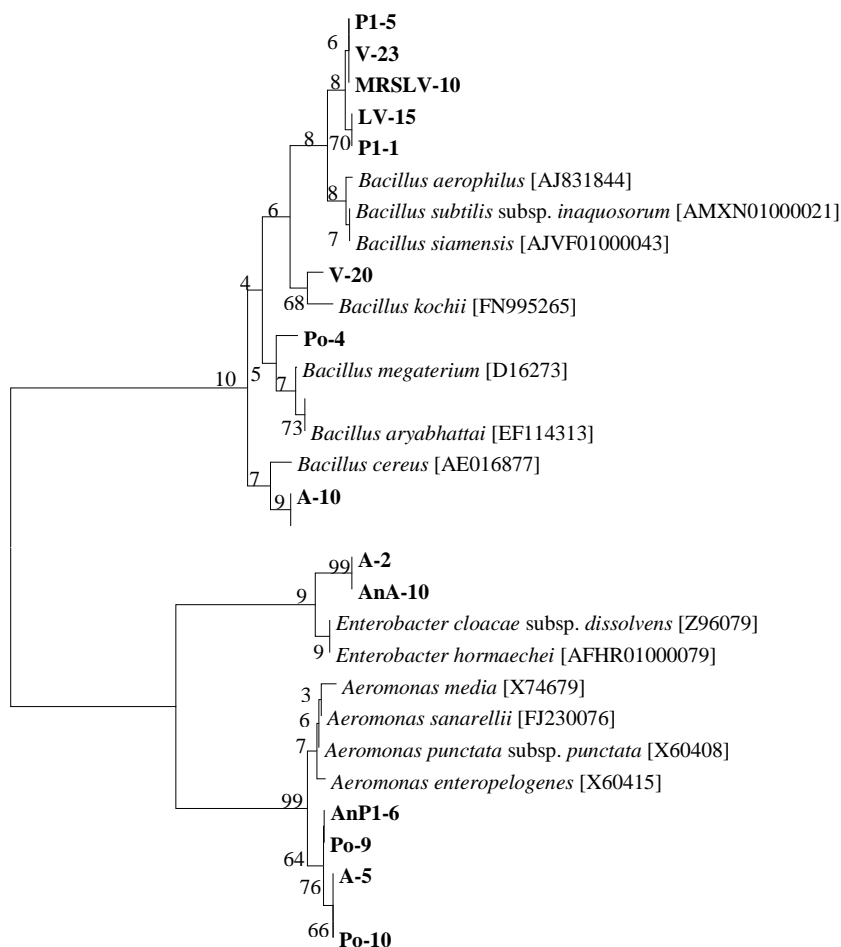 P1-5
6
V-23
MRSLV-10
8
LV-15
8
70
P1-1
Bacillus aerophilus [AJ831844]
8
Bacillus subtilis subsp. inaquosorum [AMXN01000021]
6
7
Bacillus siamensis [AJVF01000043]
V-20
4
68
Bacillus kochii [FN995265]
Po-4
Bacillus megaterium [D16273]
10
5
7
73
Bacillus aryabhattai [EF114313]
Bacillus cereus [AE016877]
7
9
A-10
A-2
99
AnA-10
9
Enterobacter cloacae subsp. dissolvens [Z96079]
9
Enterobacter hormaechei [AFHR01000079]
Aeromonas media [X74679]
3
Aeromonas sanarellii [FJ230076]
6
7
Aeromonas punctata subsp. punctata [X60408]
Aeromonas enteropelogenes [X60415]
99
AnP1-6
Po-9
64
A-5
76
66
Po-10